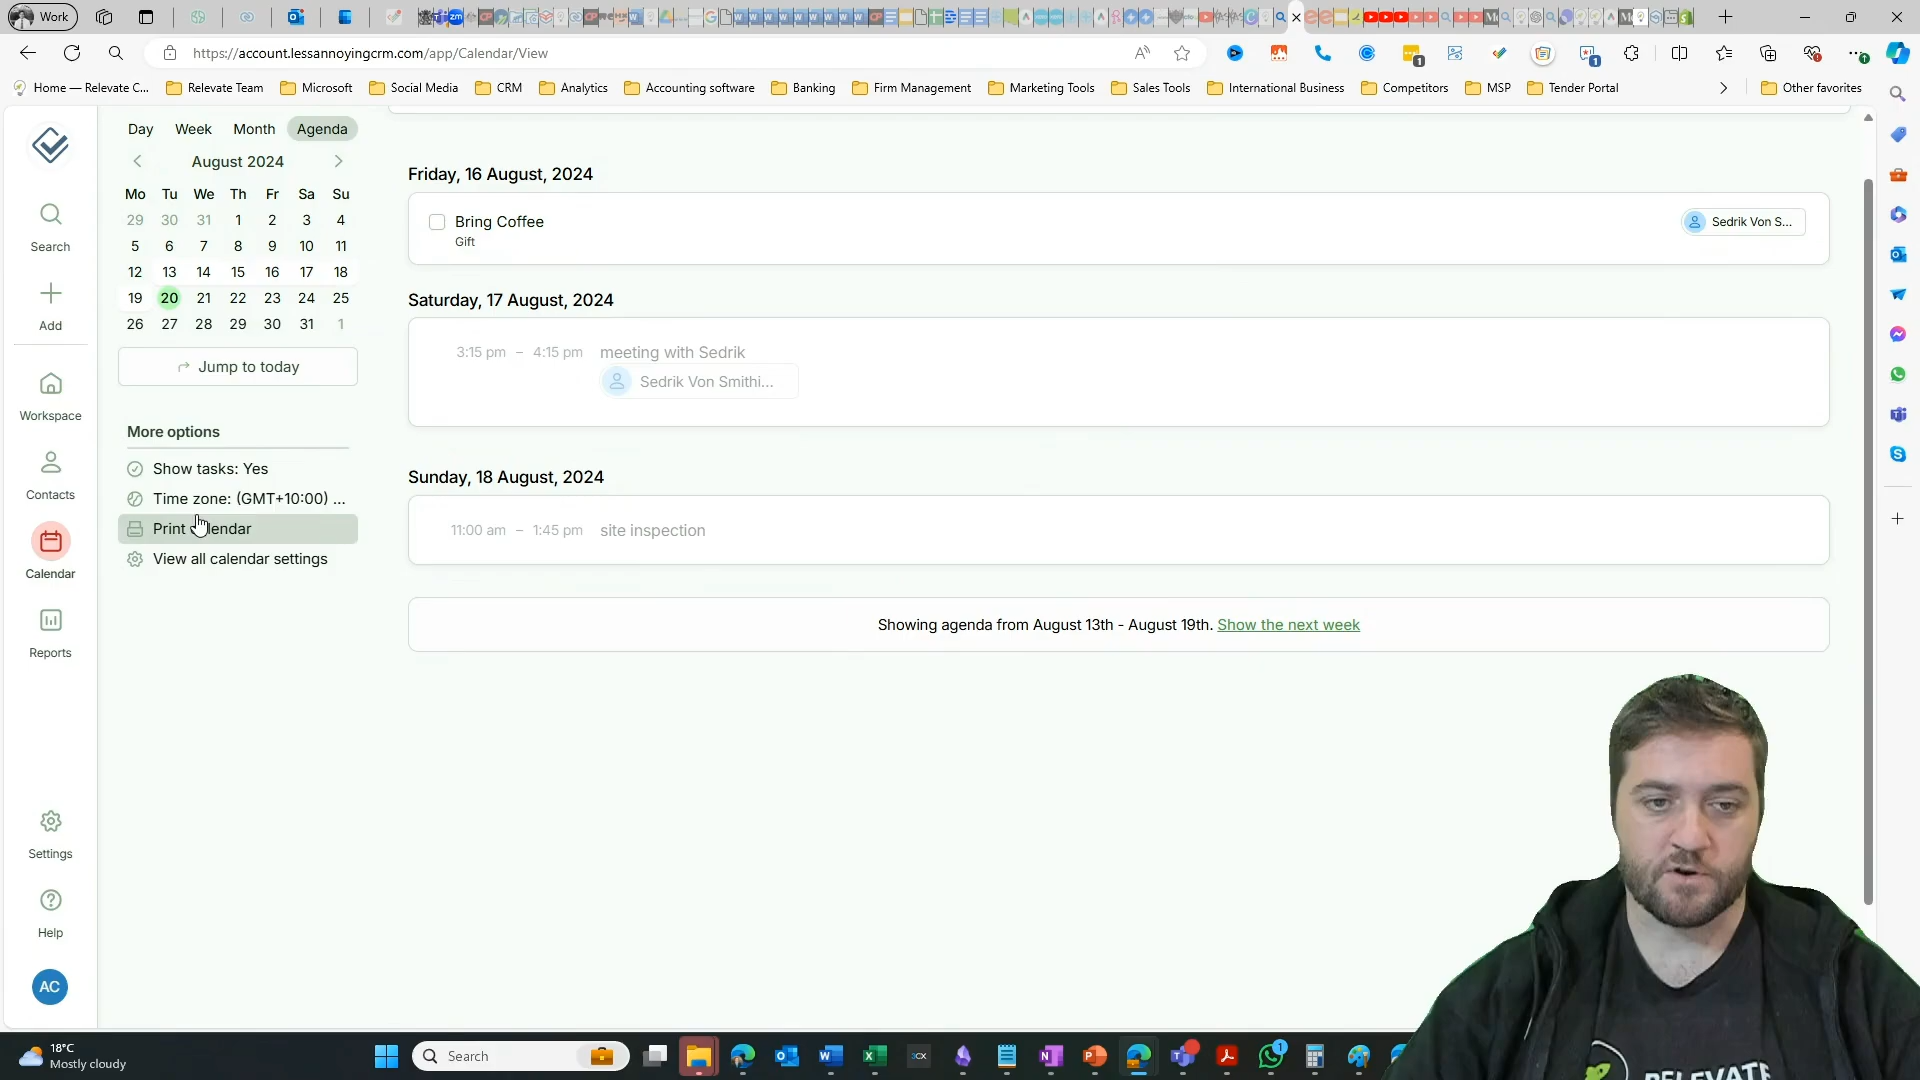 Work
https://account.lessannoyingcrm.com/app/Calendar/View
Home — Relevate C...
Relevate Team
Microsoft
Social Media
CRM
Analytics
Accounting software
Banking
Firm Management
Marketing Tools
Sales Tools
International Business
Competitors
MSP
Tender Portal
Other favorites
Search
Add
Workspace
Contacts
Calendar
Reports
Settings
Help
AC
Day Week Month Agenda
August 2024
Mo Tu We Th Fr Sa Su
29 30 31 1 2 3 4
5 6 7 8 9 10 11
12 13 14 15 16 17 18
19 20 21 22 23 24 25
26 27 28 29 30 31 1
Jump to today
More options
Show tasks: Yes
Time zone: (GMT+10:00) ...
Print calendar
View all calendar settings
Friday, 16 August, 2024
Bring Coffee
Gift
Sedrik Von S...
Saturday, 17 August, 2024
3:15 pm – 4:15 pm meeting with Sedrik
Sedrik Von Smithi...
Sunday, 18 August, 2024
11:00 am – 1:45 pm site inspection
Showing agenda from August 13th - August 19th. Show the next week
RELEVATE
18°C
Mostly cloudy
Search